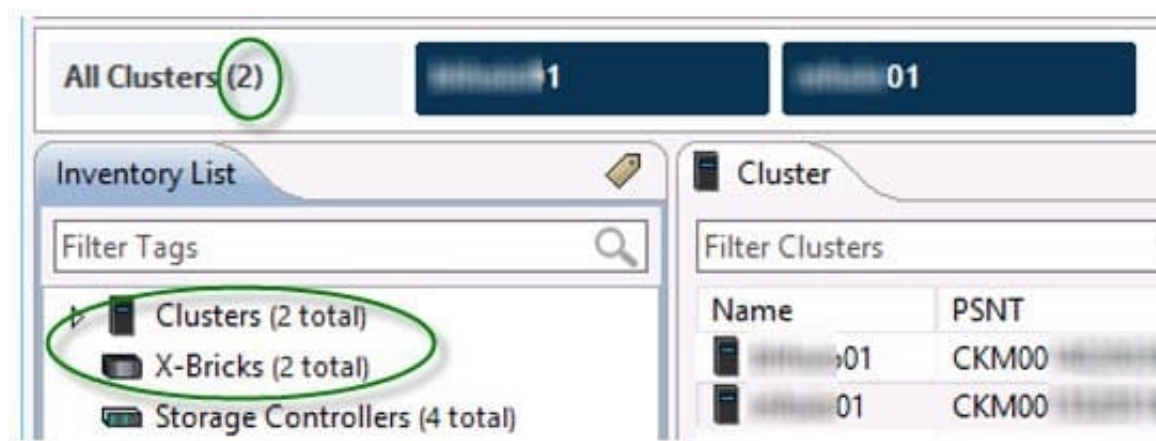 All Clusters (2)
1
01
Inventory List
Cluster
Filter Tags
Filter Clusters
Clusters (2 total)
X-Bricks (2 total)
Storage Controllers (4 total)
Name PSNT
01 CKM00
01 CKM00